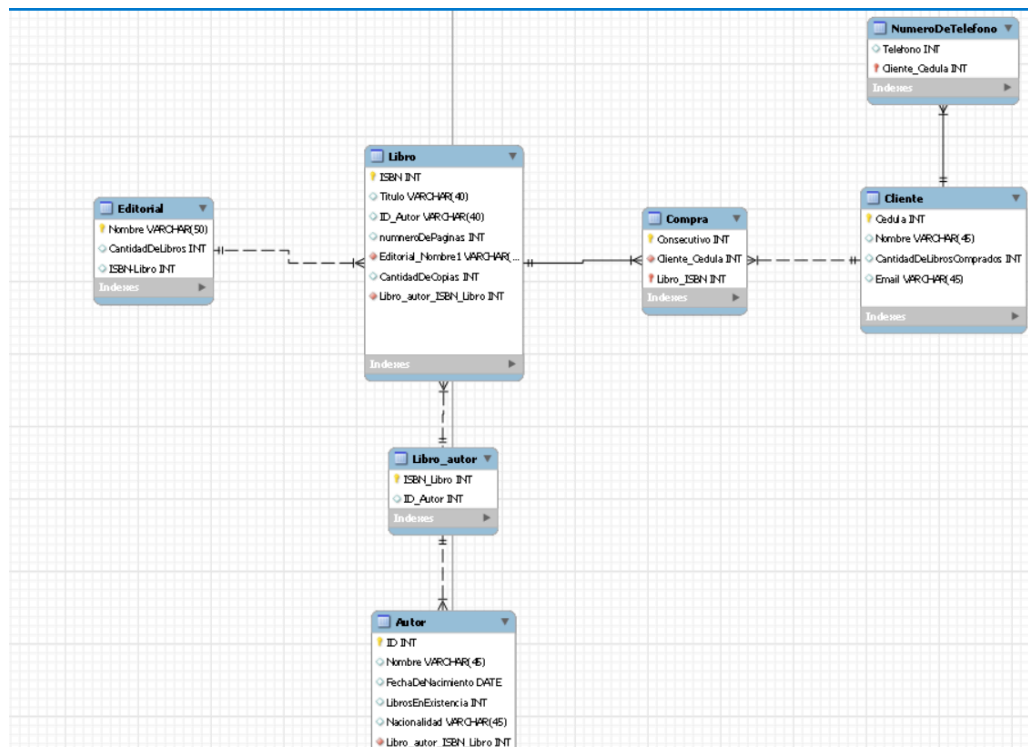 NumeroDeTelefono
Telefono INT
Cliente_Cedula INT
Indexes
Libro
ISBN INT
Titulo VARCHAR(40)
ID_Autor VARCHAR(40)
numneroDePaginas INT
Editorial_Nombre1 VARCHAR(...
CantidadDeCopias INT
Libro_autor_ISBN_Libro INT
Indexes
Editorial
Nombre VARCHAR(50)
CantidadDeLibros INT
ISBN-Libro INT
Indexes
Compra
Consecutivo INT
Cliente_Cedula INT
Libro_ISBN INT
Indexes
Cliente
Cedula INT
Nombre VARCHAR(45)
CantidadDeLibrosComprados INT
Email VARCHAR(45)
Indexes
Libro_autor
ISBN_Libro INT
ID_Autor INT
Indexes
Autor
ID INT
Nombre VARCHAR(45)
FechaDeNacimiento DATE
LibrosEnExistencia INT
Nacionalidad VARCHAR(45)
Libro_autor_ISBN_Libro INT